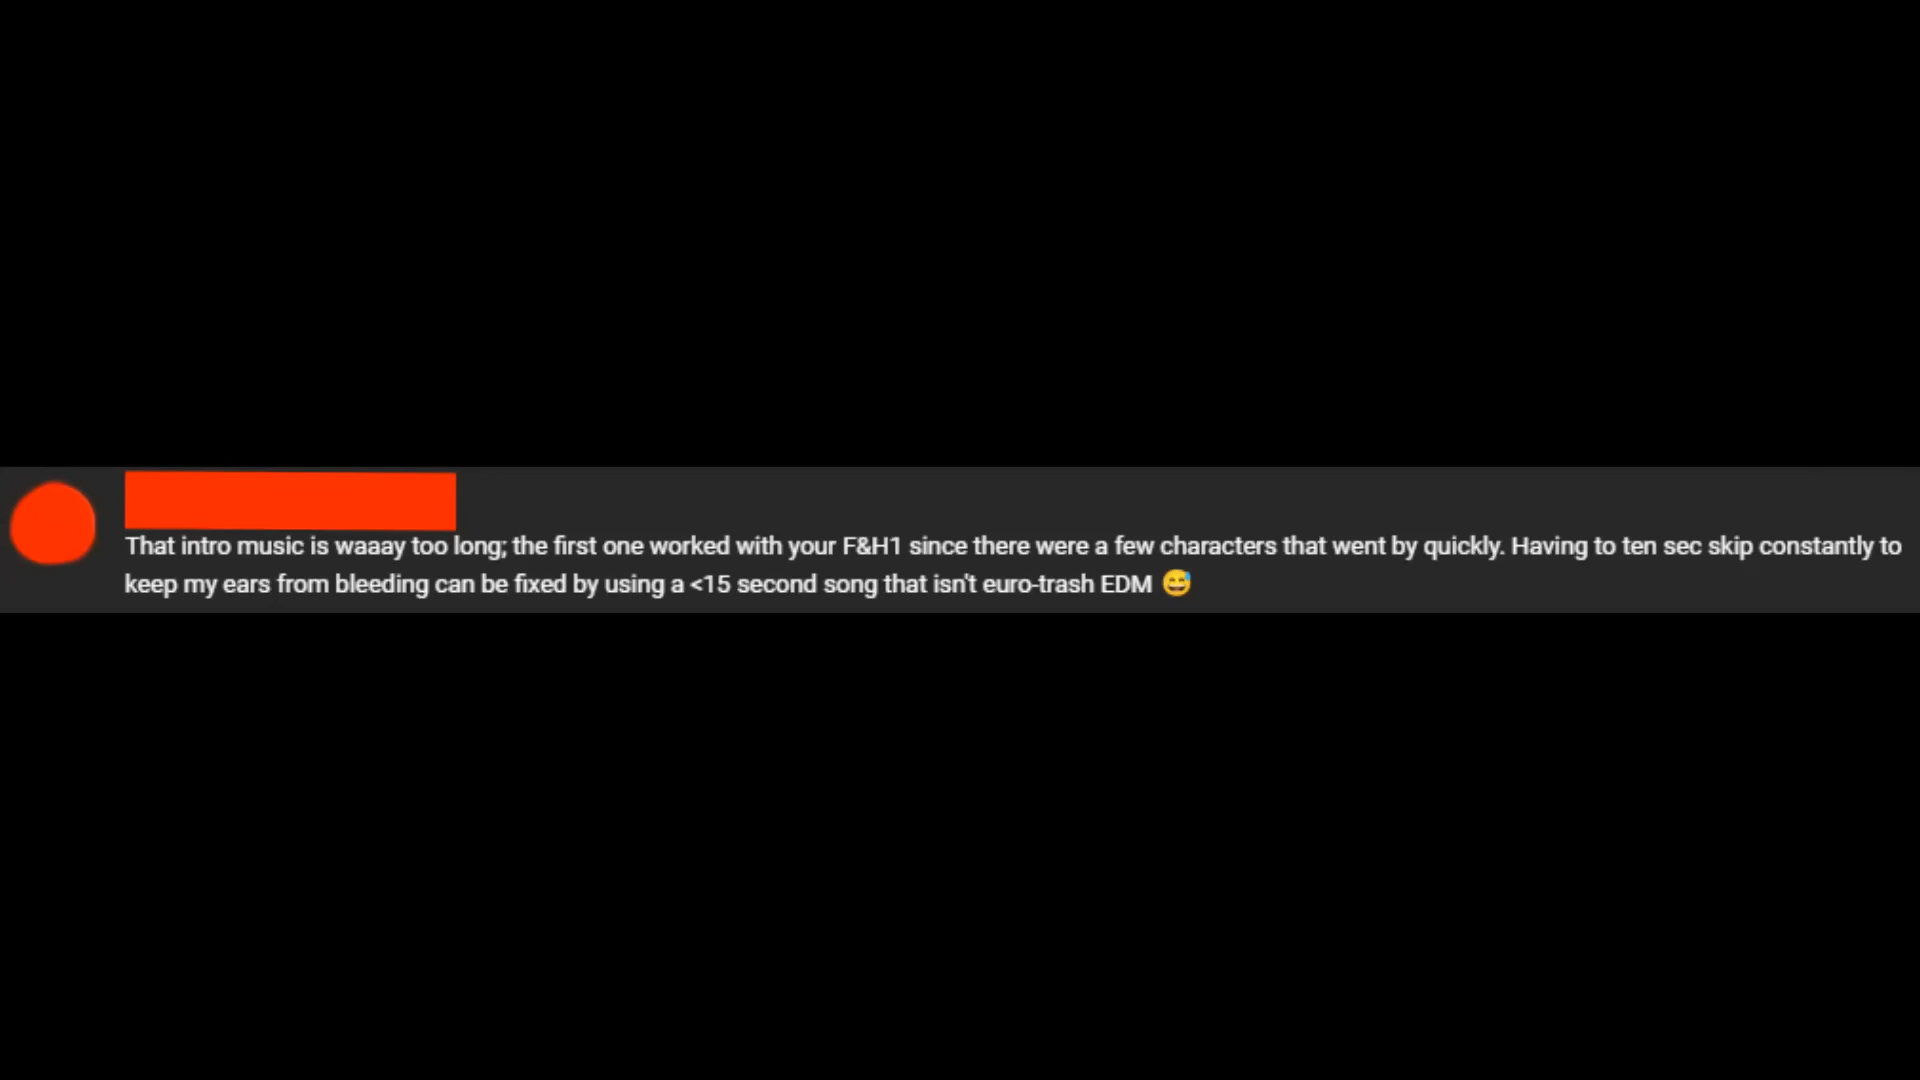 That intro music is waaay too long; the first one worked with your F&H1 since there were a few characters that went by quickly. Having to ten sec skip constantly to
keep my ears from bleeding can be fixed by using a <15 second song that isn't euro-trash EDM 😅